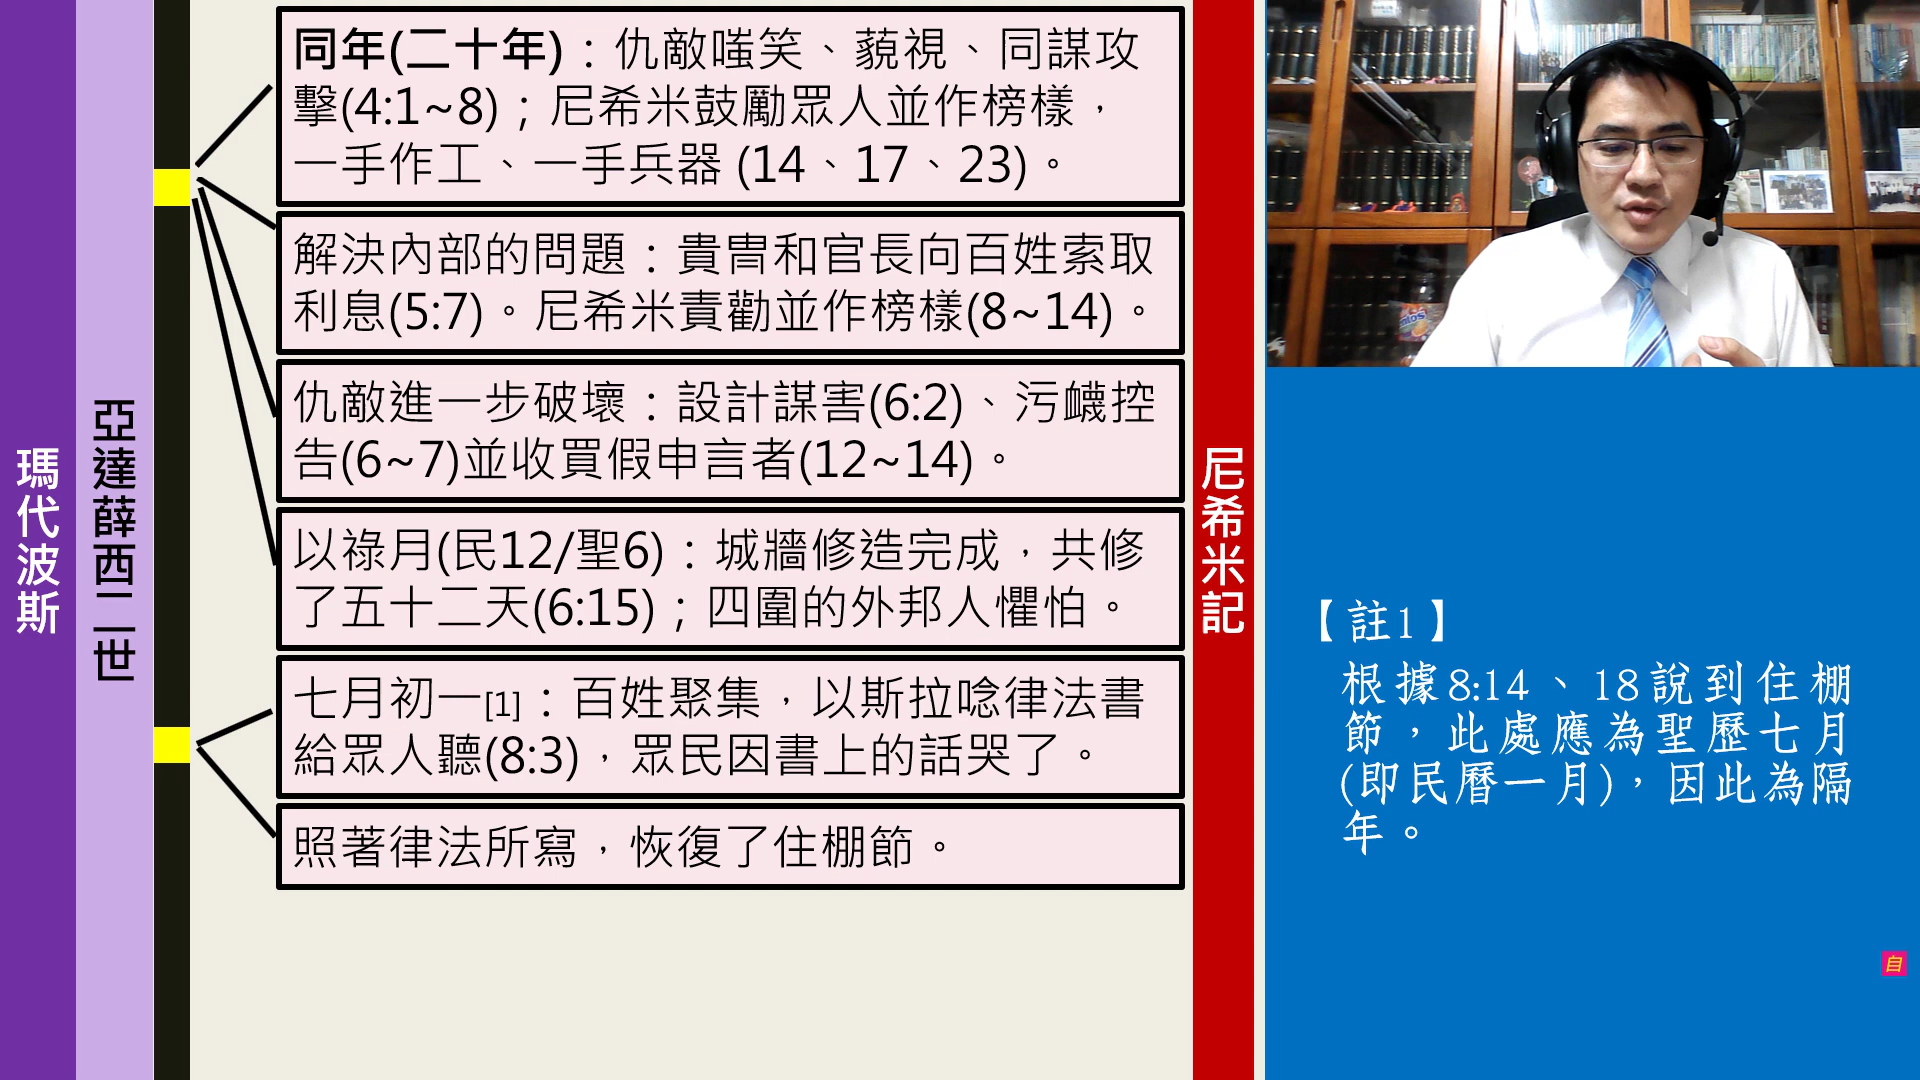 瑪代波斯
亞達薛西二世
同年(二十年)：仇敵嗤笑、藐視、同謀攻
擊(4:1~8)；尼希米鼓勵眾人並作榜樣，
一手作工、一手兵器 (14、17、23)。
解決內部的問題：貴冑和官長向百姓索取
利息(5:7)。尼希米責勸並作榜樣(8~14)。
仇敵進一步破壞：設計謀害(6:2)、污衊控
告(6~7)並收買假申言者(12~14)。
以祿月(民12/聖6)：城牆修造完成，共修
了五十二天(6:15)；四圍的外邦人懼怕。
七月初一[1]：百姓聚集，以斯拉唸律法書
給眾人聽(8:3)，眾民因書上的話哭了。
照著律法所寫，恢復了住棚節。
尼希米記
【註1】
根據8:14、18說到住棚
節，此處應為聖歷七月
(即民曆一月)，因此為隔
年。
自